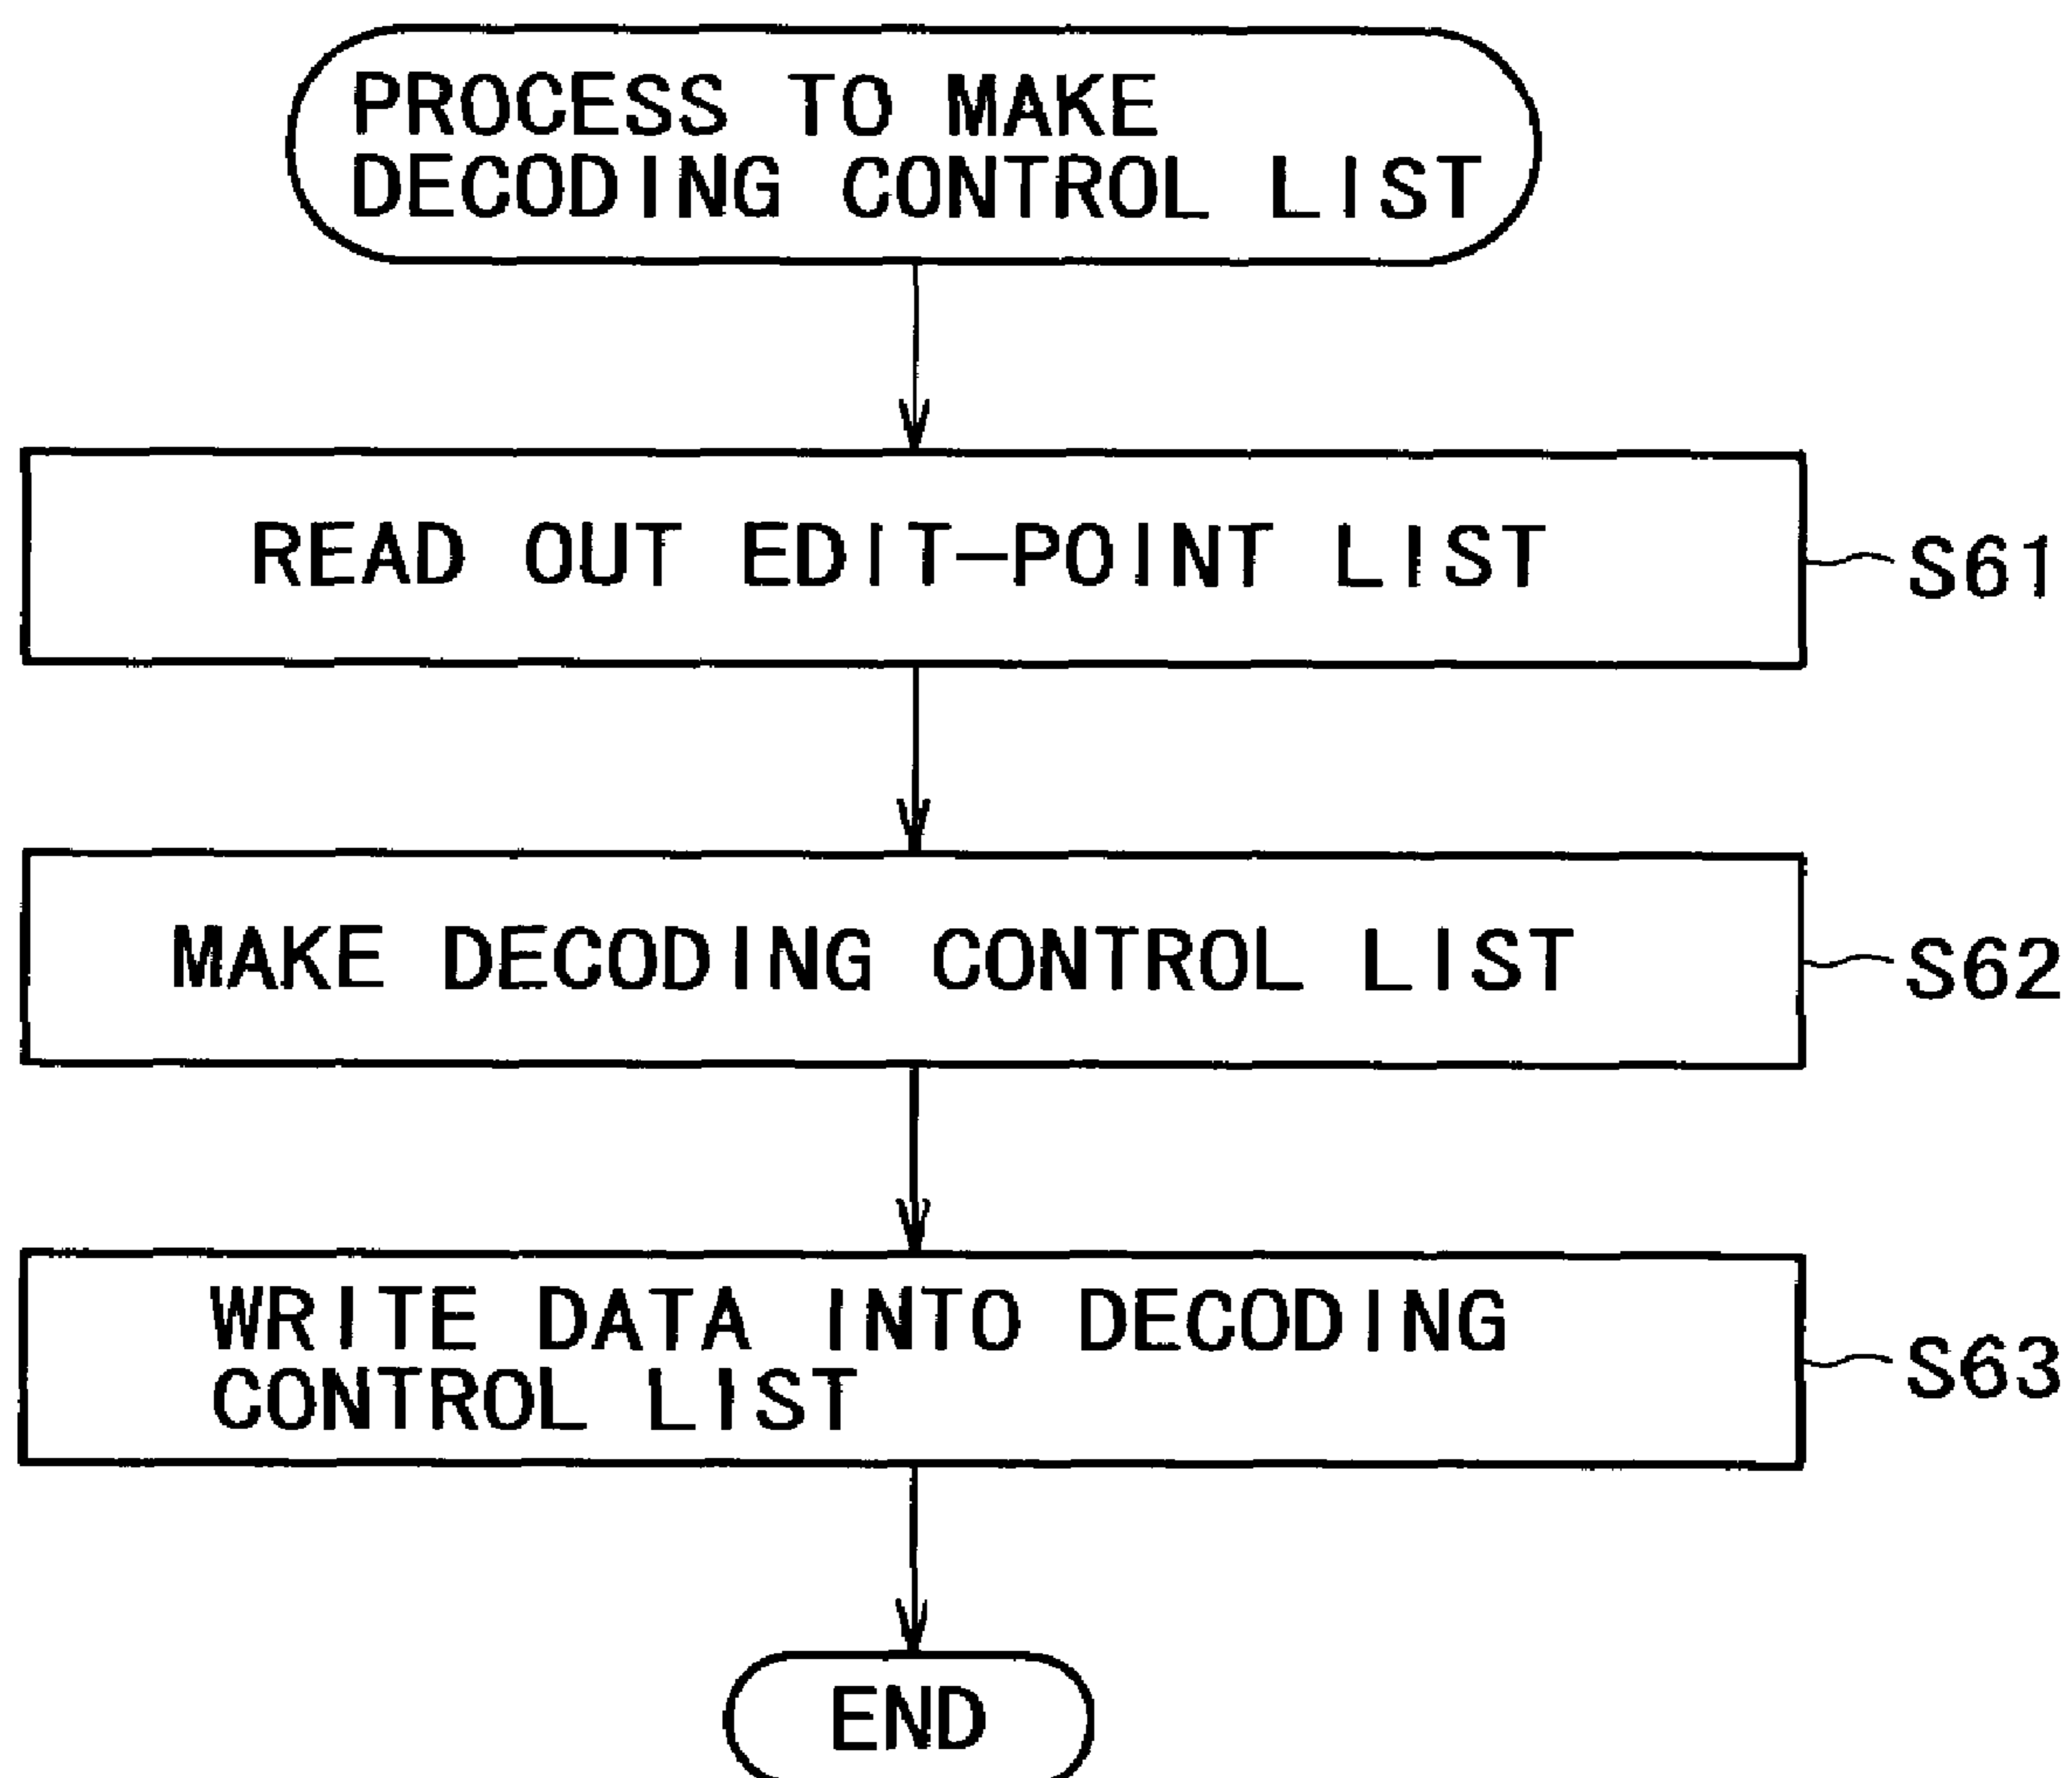 PROCESS TO MAKE
DECODING CONTROL LIST
READ OUT EDIT-POINT LIST
S61
MAKE DECODING CONTROL LIST
S62
WRITE DATA INTO DECODING
CONTROL LIST
S63
END